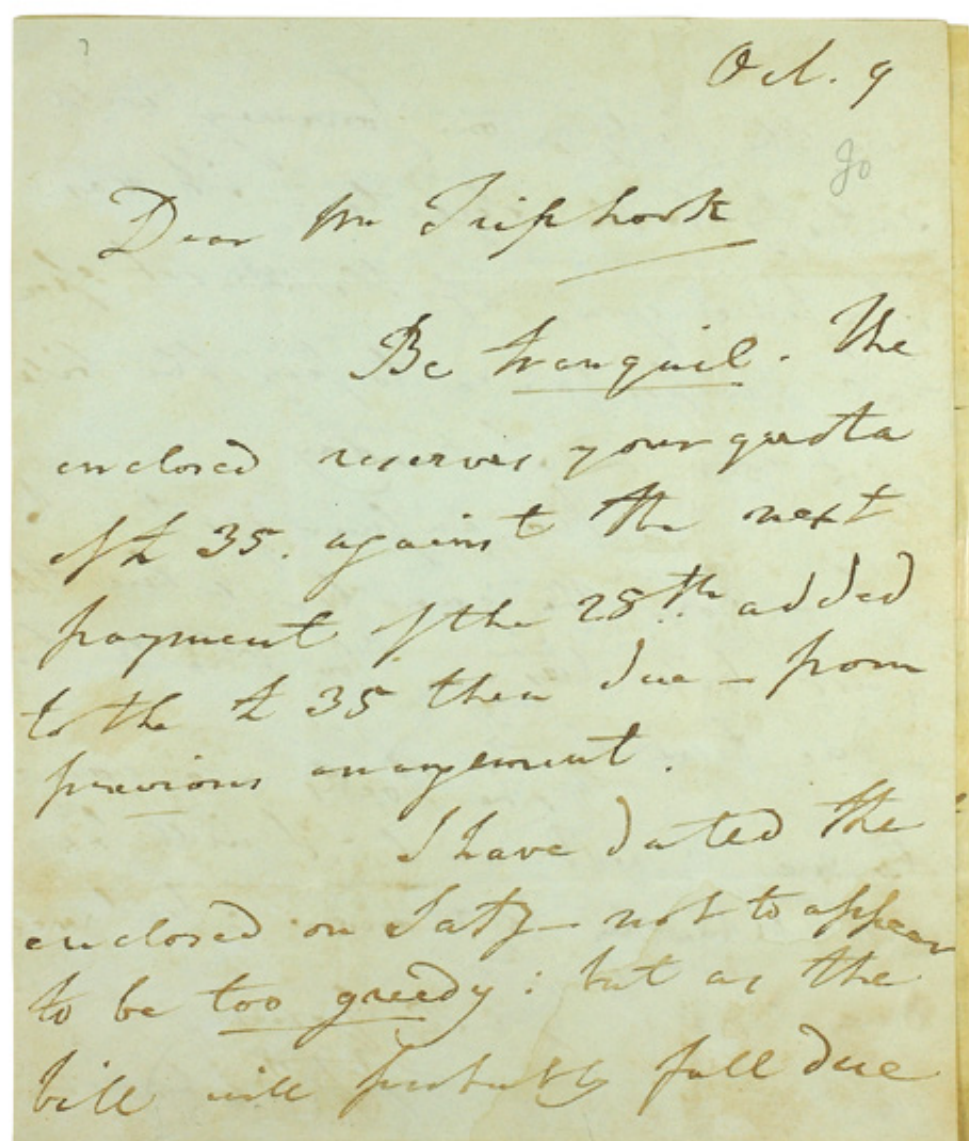 Oct. 9
30
Dear Mr Triphook
Be tranquil. The
enclosed reserves your quota
of £ 35. against the next
payment of the 28th. added
to the £ 35 then due - from
previous arrangement.
I have dated the
enclosed on Saty - not to appear
to be too greedy : but as the
bill will probably fall due